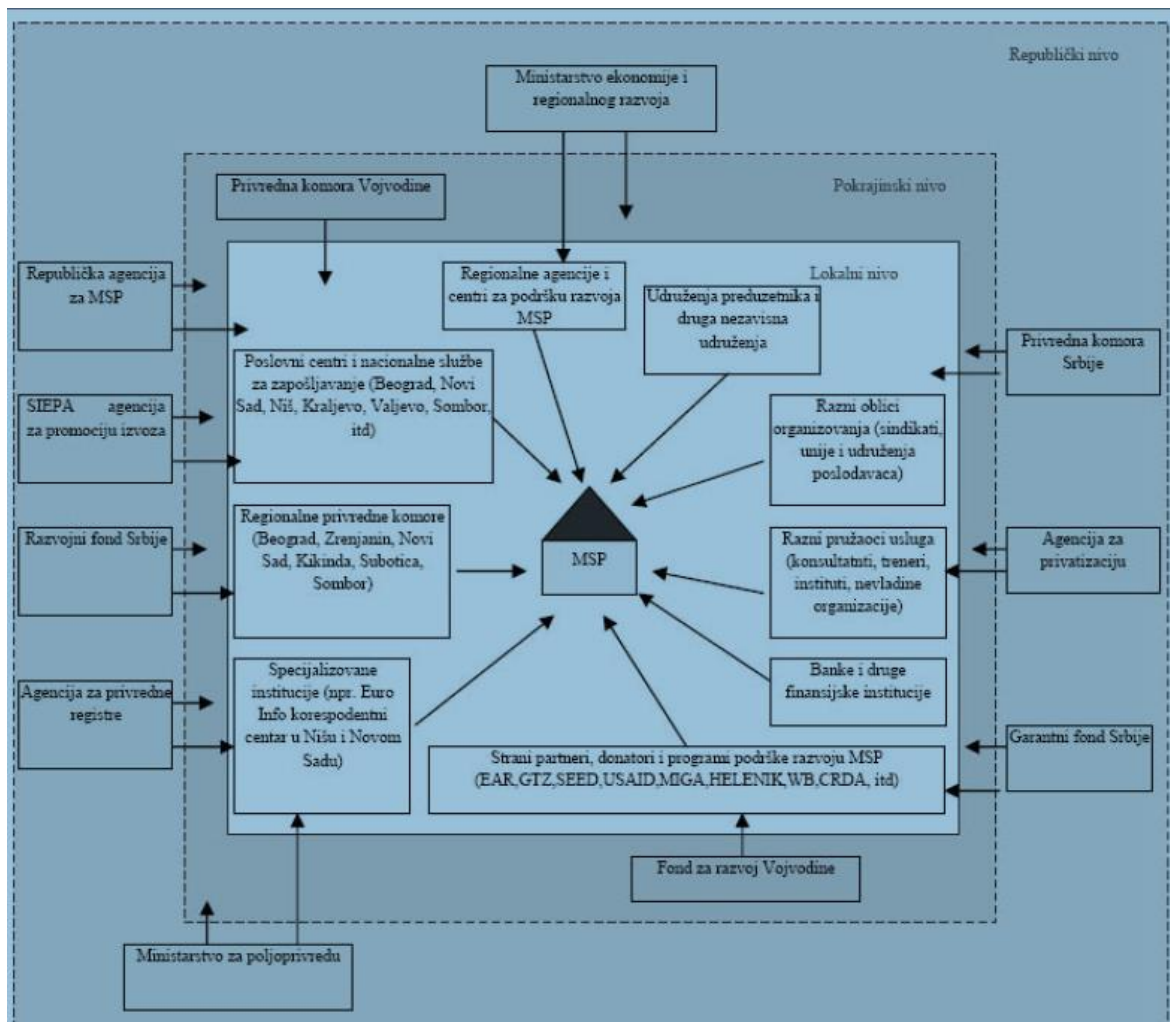 Republički nivo
Ministarstvo ekonomije i
regionalnog razvoja
Pokrajinski nivo
Privredna komora Vojvodine
Lokalni nivo
Republička agencija
za MSP
Regionalne agencije i
centri za podršku razvoja
MSP
Udruženja preduzetnika i
druga nezavisna
udruženja
Privredna komora
Srbije
Poslovni centri i nacionalne službe
za zapošljavanje (Beograd, Novi
Sad, Niš, Kraljevo, Valjevo, Sombor,
itd)
SIEPA agencija
za promociju izvoza
Razni oblici
organizovanja (sindikati,
unije i udruženja
poslodavaca)
Razvojni fond Srbije
Regionalne privredne komore
(Beograd, Zrenjanin, Novi
Sad, Kikinda, Subotica,
Sombor)
MSP
Razni pružaoci usluga
(konsultatnti, treneri,
instituti, nevladine
organizacije)
Agencija za
privatizaciju
Agencija za privredne
registre
Specijalizovane
institucije (npr. Euro
Info korespodentni
centar u Nišu i Novom
Sadu)
Banke i druge
finansijske institucije
Strani partneri, donatori i programi podrške razvoju MSP
(EAR,GTZ,SEED,USAID,MIGA,HELENIK,WB,CRDA, itd)
Garantni fond Srbije
Fond za razvoj Vojvodine
Ministarstvo za poljoprivredu